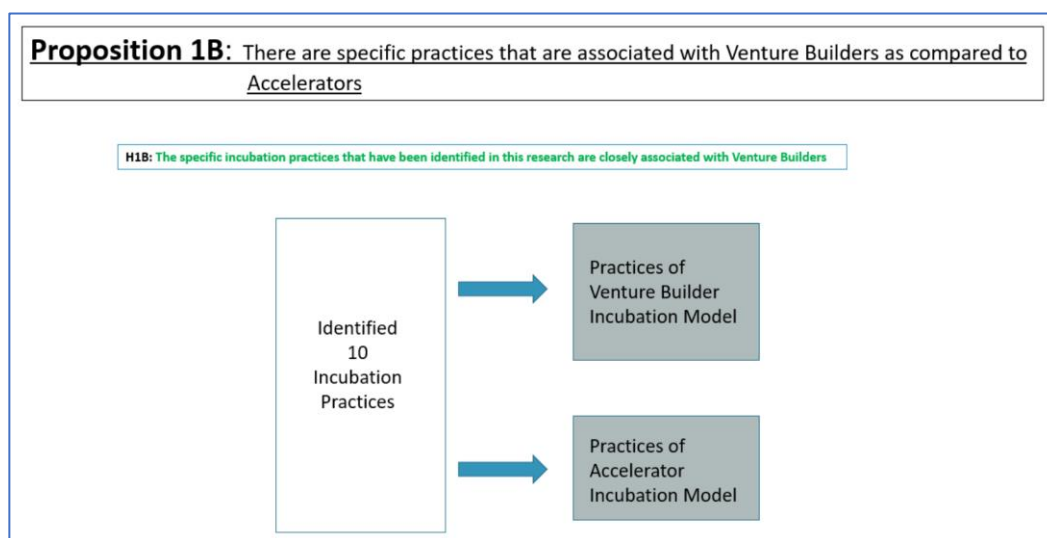 Proposition 1B: There are specific practices that are associated with Venture Builders as compared to
Accelerators
H1B: The specific incubation practices that have been identified in this research are closely associated with Venture Builders
Identified
10
Incubation
Practices
Practices of
Venture Builder
Incubation Model
Practices of
Accelerator
Incubation Model